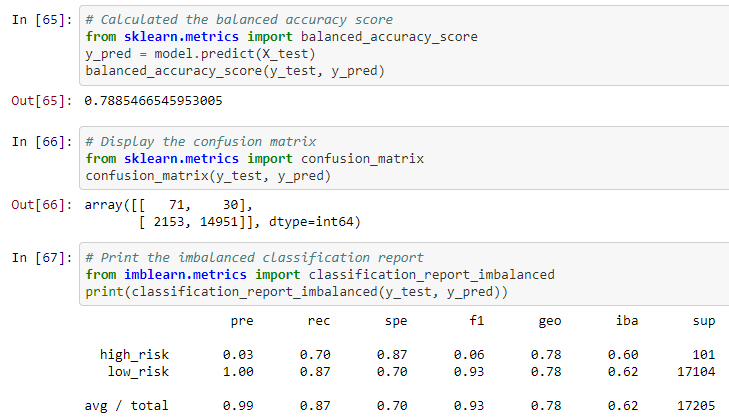 In [65]: # Calculated the balanced accuracy score
from sklearn.metrics import balanced_accuracy_score
y_pred = model.predict(X_test)
balanced_accuracy_score(y_test, y_pred)
Out[65]: 0.7885466545953005
In [66]: # Display the confusion matrix
from sklearn.metrics import confusion_matrix
confusion_matrix(y_test, y_pred)
Out[66]: array([[   71,    30],
       [ 2153, 14951]], dtype=int64)
In [67]: # Print the imbalanced classification report
from imblearn.metrics import classification_report_imbalanced
print(classification_report_imbalanced(y_test, y_pred))
pre rec spe f1 geo iba sup
high_risk 0.03 0.70 0.87 0.06 0.78 0.60 101
low_risk 1.00 0.87 0.70 0.93 0.78 0.62 17104
avg / total 0.99 0.87 0.70 0.93 0.78 0.62 17205